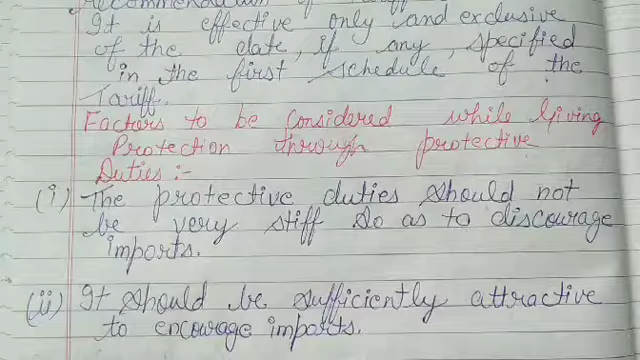 recommendation of
It is effective only and exclusive
of the date, if any, specified
in the first schedule of the
Tariff.
Factors to be Considered while Giving
Protection through protective
Duties :-
(i) The protective duties should not
be very stiff so as to discourage
imports.
(ii) It should be sufficiently attractive
to encourage imports.